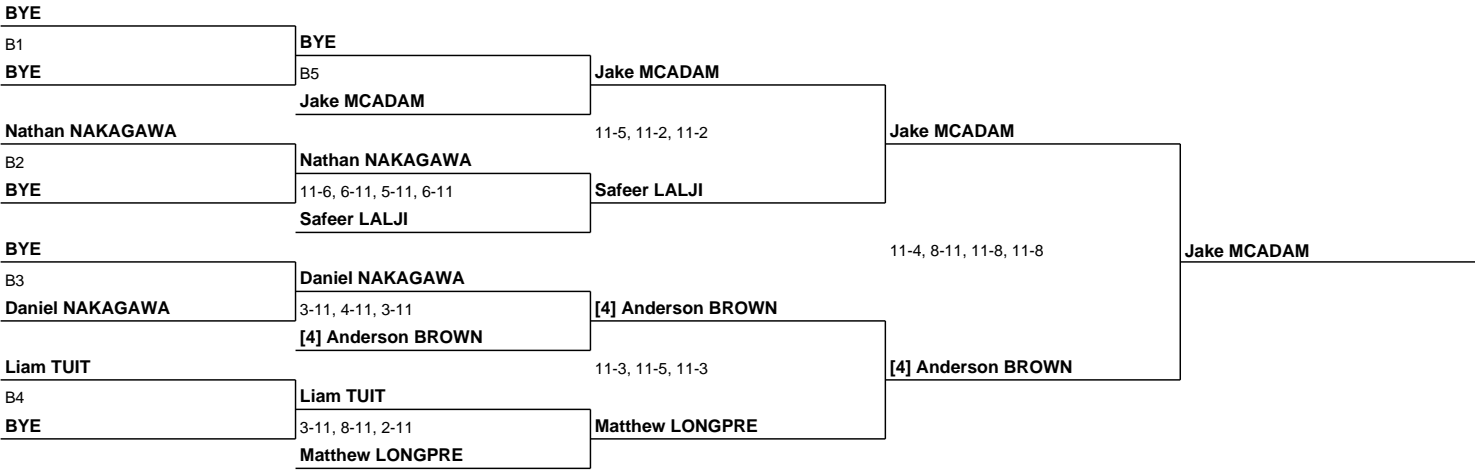 BYE
B1
BYE
BYE
B5
Jake MCADAM
Jake MCADAM
Nathan NAKAGAWA
11-5, 11-2, 11-2
Jake MCADAM
B2
Nathan NAKAGAWA
BYE
11-6, 6-11, 5-11, 6-11
Safeer LALJI
Safeer LALJI
BYE
11-4, 8-11, 11-8, 11-8
Jake MCADAM
B3
Daniel NAKAGAWA
Daniel NAKAGAWA
3-11, 4-11, 3-11
[4] Anderson BROWN
[4] Anderson BROWN
Liam TUIT
11-3, 11-5, 11-3
[4] Anderson BROWN
B4
Liam TUIT
BYE
3-11, 8-11, 2-11
Matthew LONGPRE
Matthew LONGPRE